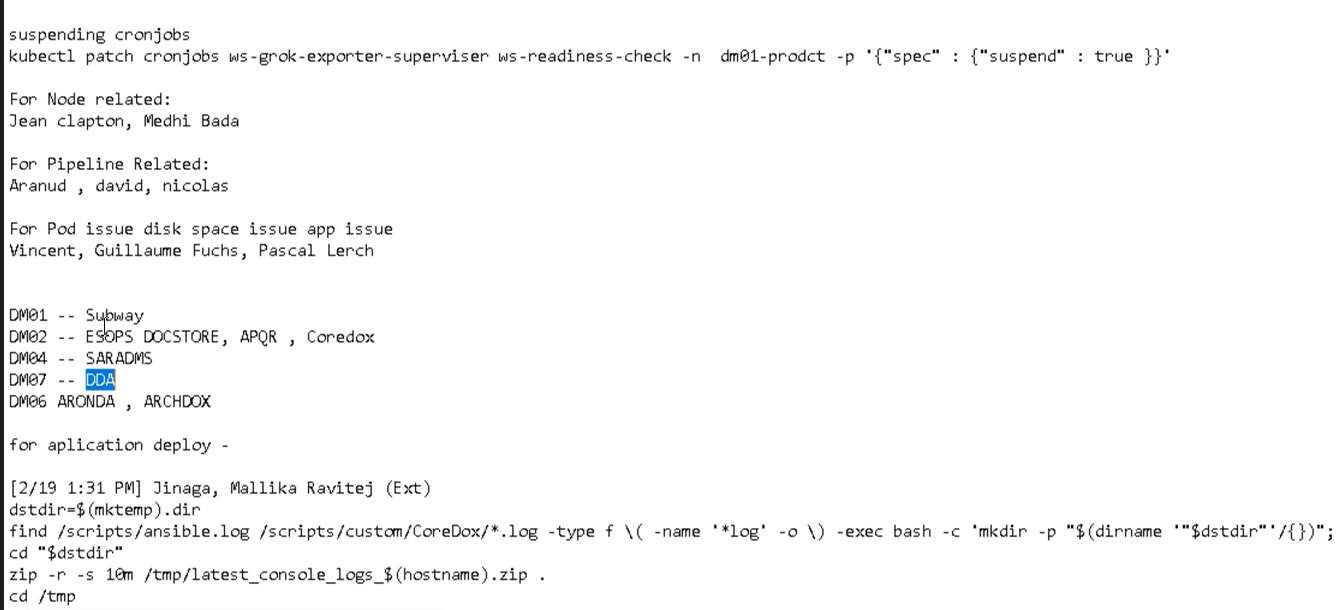 suspending cronjobs
kubectl patch cronjobs ws-grok-exporter-superviser ws-readiness-check -n  dm01-prodct -p '{"spec" : {"suspend" : true }}'
For Node related:
Jean clapton, Medhi Bada
For Pipeline Related:
Aranud , david, nicolas
For Pod issue disk space issue app issue
Vincent, Guillaume Fuchs, Pascal Lerch
DM01 -- Subway
DM02 -- ESOPS DOCSTORE, APQR , Coredox
DM04 -- SARADMS
DM07 -- DDA
DM06 ARONDA , ARCHDOX
for aplication deploy -
[2/19 1:31 PM] Jinaga, Mallika Ravitej (Ext)
dstdir=$(mktemp).dir
find /scripts/ansible.log /scripts/custom/CoreDox/*.log -type f \( -name '*log' -o \) -exec bash -c 'mkdir -p "$(dirname '"$dstdir"'/{})";
cd "$dstdir"
zip -r -s 10m /tmp/latest_console_logs_$(hostname).zip .
cd /tmp